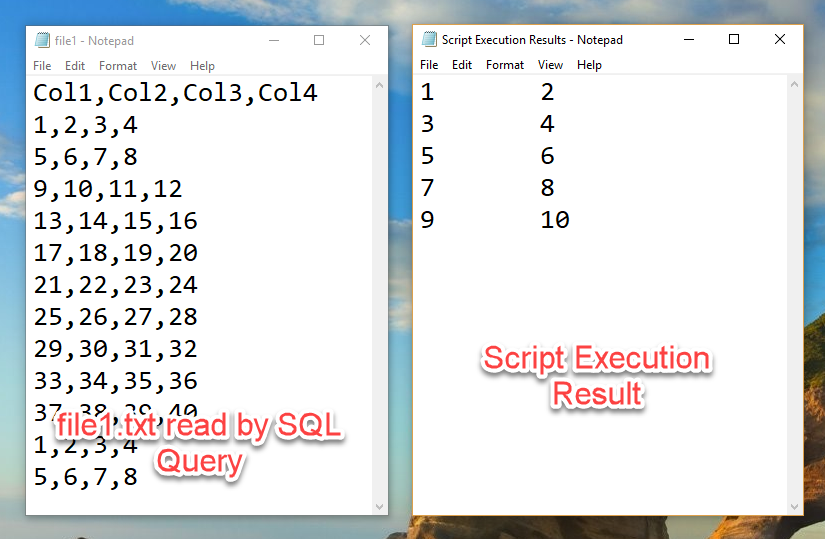 file1 - Notepad
File Edit Format View Help
Col1,Col2,Col3,Col4
1,2,3,4
5,6,7,8
9,10,11,12
13,14,15,16
17,18,19,20
21,22,23,24
25,26,27,28
29,30,31,32
33,34,35,36
37,38,39,40
file1.txt read by SQL
1,2,3,4
Query
5,6,7,8
Script Execution Results - Notepad
File Edit Format View Help
1 2
3 4
5 6
7 8
9 10
Script Execution
Result